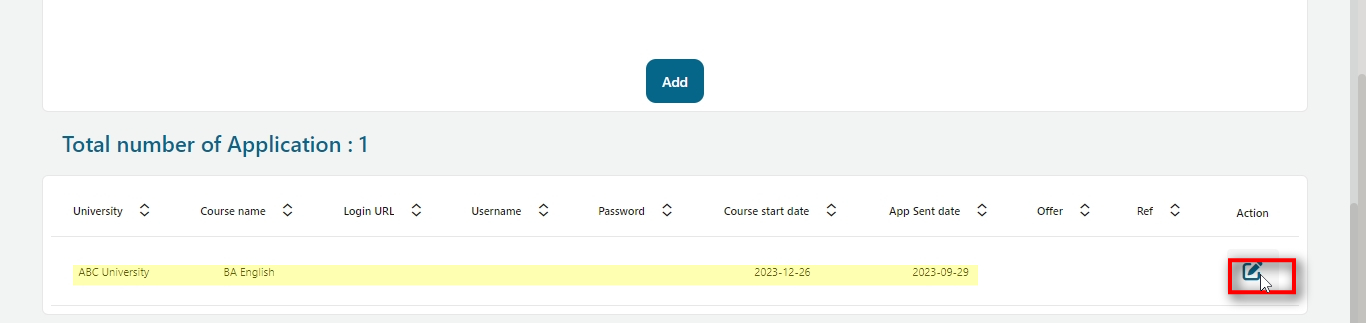 Add
Total number of Application : 1
University Course name Login URL Username Password Course start date App Sent date Offer Ref Action
ABC University BA English 2023-12-26 2023-09-29